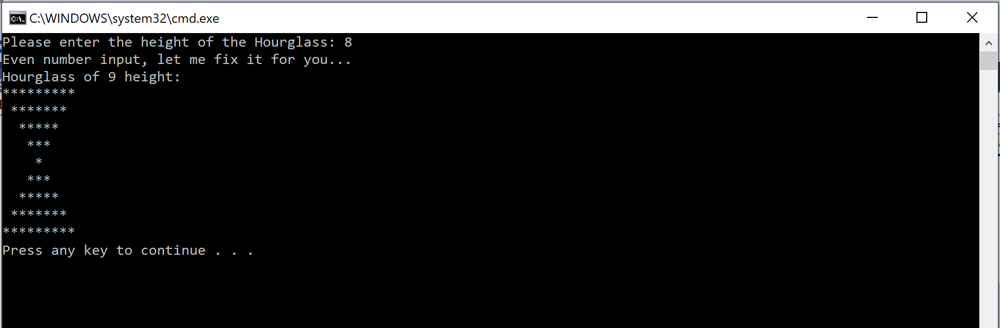 C:\WINDOWS\system32\cmd.exe
Please enter the height of the Hourglass: 8
Even number input, let me fix it for you...
Hourglass of 9 height:
*********
 *******
  *****
   ***
    *
   ***
  *****
 *******
*********
Press any key to continue . . .